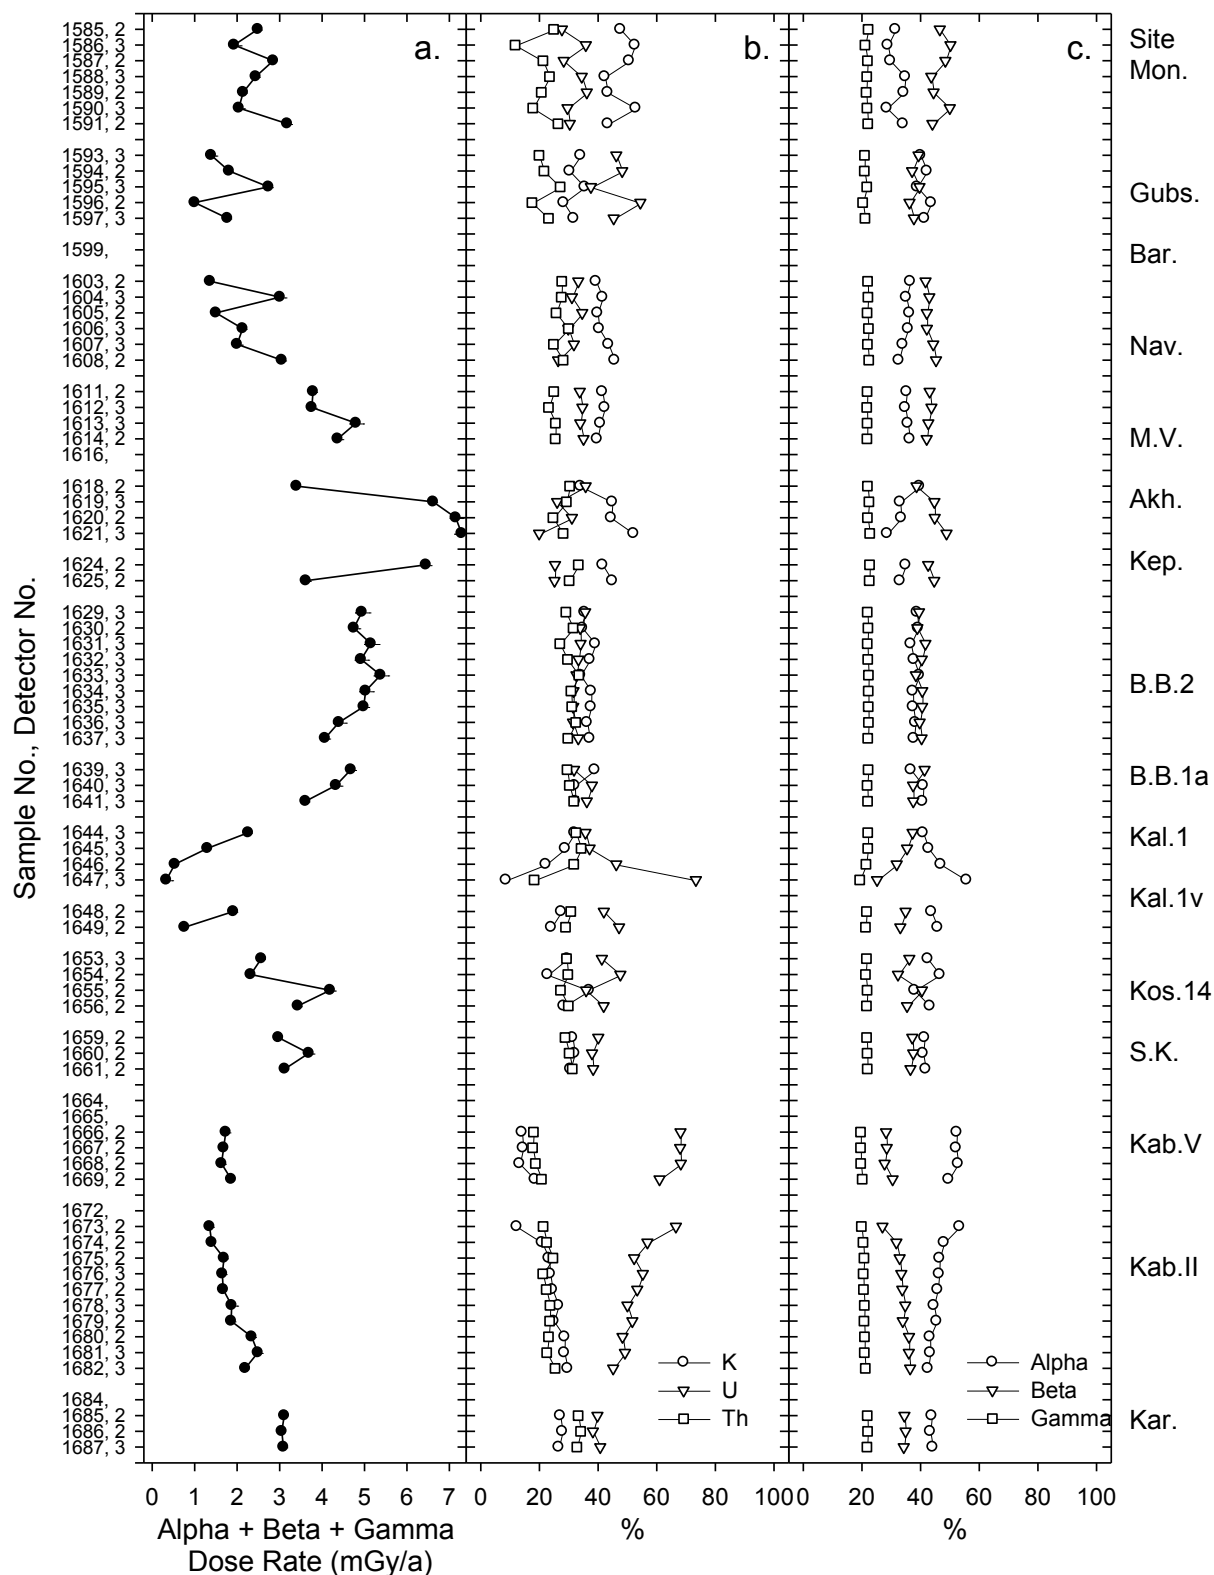 a.
b.
c.
Site
Mon.
Gubs.
Bar.
Nav.
M.V.
Akh.
Kep.
B.B.2
B.B.1a
Kal.1
Kal.1v
Kos.14
S.K.
Kab.V
Kab.II
Kar.
Sample No., Detector No.
1585, 2
1586, 3
1587, 2
1588, 3
1589, 2
1590, 3
1591, 2
1593, 3
1594, 2
1595, 3
1596, 2
1597, 3
1599,
1603, 2
1604, 3
1605, 2
1606, 3
1607, 3
1608, 2
1611, 2
1612, 3
1613, 3
1614, 2
1616,
1618, 2
1619, 3
1620, 2
1621, 3
1624, 2
1625, 2
1629, 3
1630, 2
1631, 3
1632, 3
1633, 3
1634, 3
1635, 3
1636, 3
1637, 3
1639, 3
1640, 3
1641, 3
1644, 3
1645, 3
1646, 2
1647, 3
1648, 2
1649, 2
1653, 3
1654, 2
1655, 2
1656, 2
1659, 2
1660, 2
1661, 2
1664,
1665,
1666, 2
1667, 2
1668, 2
1669, 2
1672,
1673, 2
1674, 2
1675, 2
1676, 3
1677, 2
1678, 3
1679, 2
1680, 2
1681, 3
1682, 3
1684,
1685, 2
1686, 2
1687, 3
K
U
Th
Alpha
Beta
Gamma
0 1 2 3 4 5 6 7
0 20 40 60 80 100
0 20 40 60 80 100
Alpha + Beta + Gamma
Dose Rate (mGy/a)
%
%